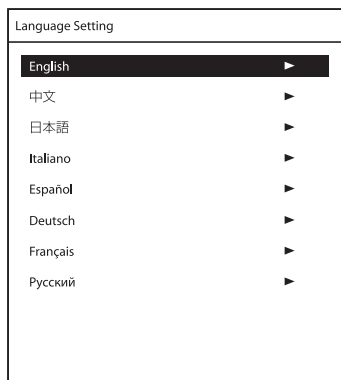 Language Setting
English
中文
日本語
Italiano
Español
Deutsch
Français
Русский